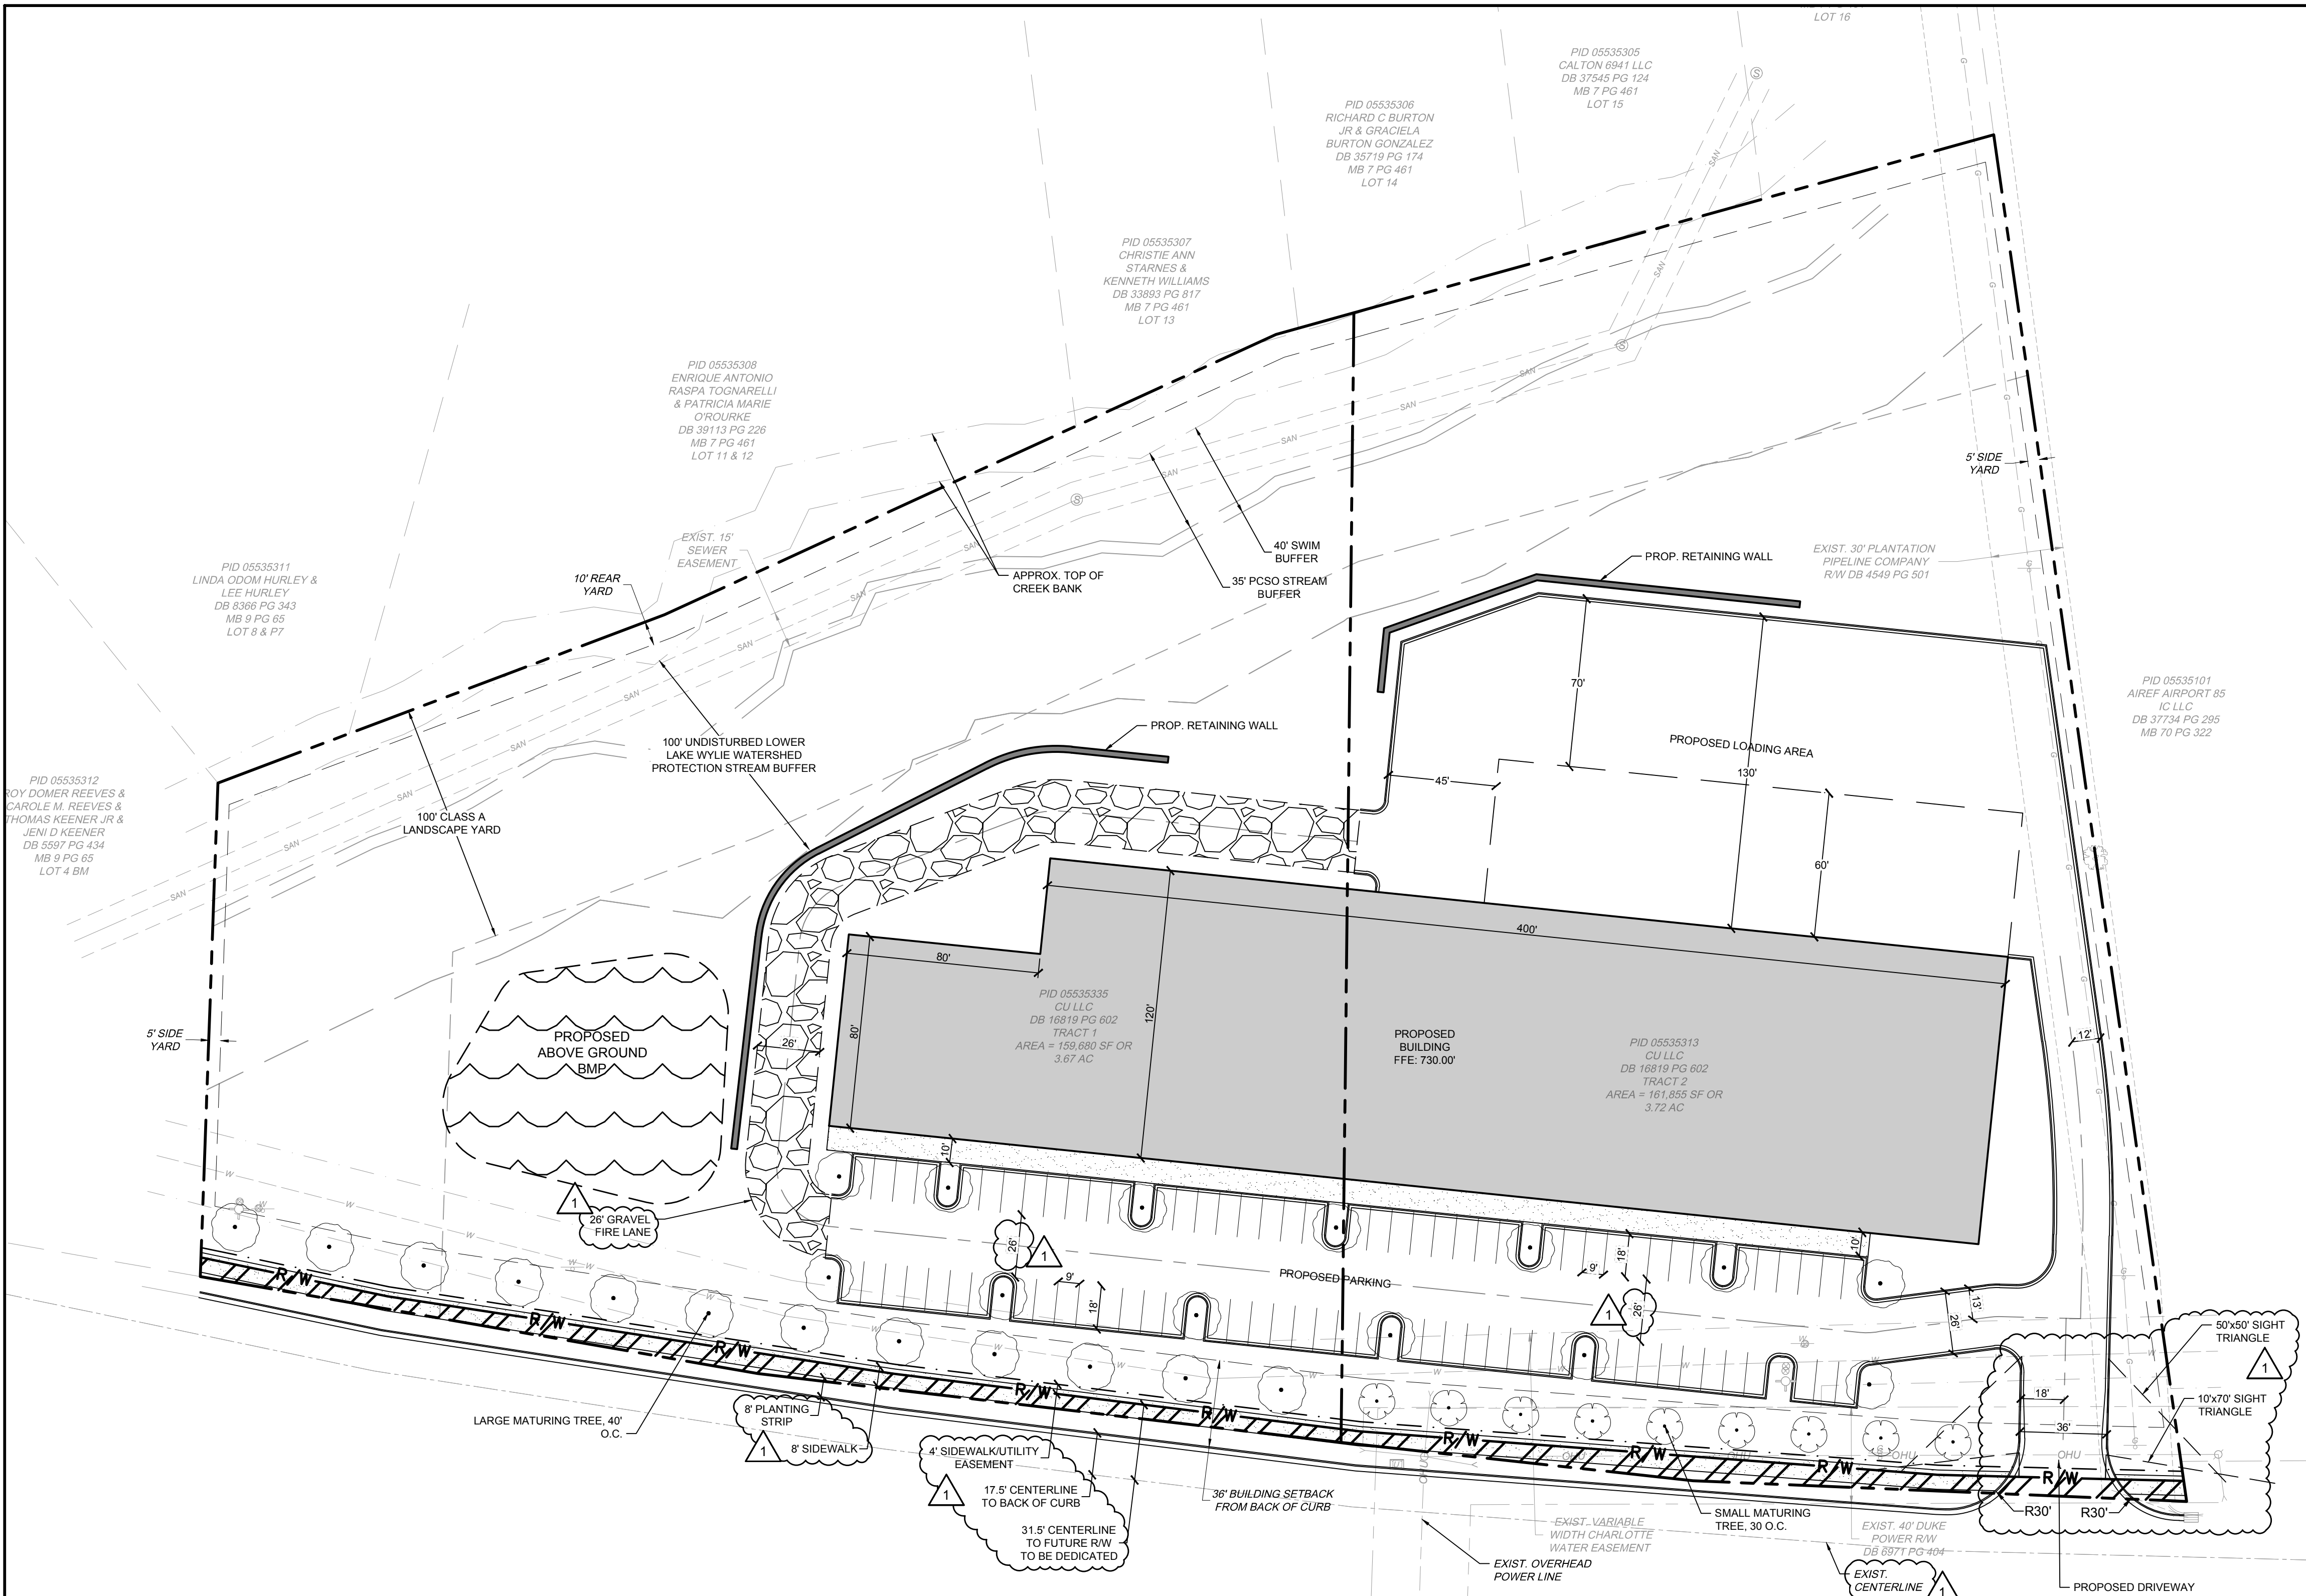 LOT 16
PID 05535305
CALTON 6941 LLC
DB 37545 PG 124
MB 7 PG 461
LOT 15
PID 05535306
RICHARD C BURTON
JR & GRACIELA
BURTON GONZALEZ
DB 35719 PG 174
MB 7 PG 461
LOT 14
PID 05535307
CHRISTIE ANN
STARNES &
KENNETH WILLIAMS
DB 33893 PG 817
MB 7 PG 461
LOT 13
PID 05535308
ENRIQUE ANTONIO
RASPA TOGNARELLI
& PATRICIA MARIE
O'ROURKE
DB 39113 PG 226
MB 7 PG 461
LOT 11 & 12
PID 05535311
LINDA ODOM HURLEY &
LEE HURLEY
DB 8366 PG 343
MB 9 PG 65
LOT 8 & P7
PID 05535312
ROY DOMER REEVES &
CAROLE M. REEVES &
THOMAS KEENER JR &
JENI D KEENER
DB 5597 PG 434
MB 9 PG 65
LOT 4 BM
EXIST. 15'
SEWER
EASEMENT
10' REAR
YARD
APPROX. TOP OF
CREEK BANK
40' SWIM
BUFFER
35' PCSO STREAM
BUFFER
5' SIDE
YARD
PROP. RETAINING WALL
EXIST. 30' PLANTATION
PIPELINE COMPANY
R/W DB 4549 PG 501
PID 05535101
AIREF AIRPORT 85
IC LLC
DB 37734 PG 295
MB 70 PG 322
100' UNDISTURBED LOWER
LAKE WYLIE WATERSHED
PROTECTION STREAM BUFFER
PROP. RETAINING WALL
100' CLASS A
LANDSCAPE YARD
70'
PROPOSED LOADING AREA
130'
45'
60'
400'
80'
120'
80'
26'
12'
PID 05535335
CU LLC
DB 16819 PG 602
TRACT 1
AREA = 159,680 SF OR
3.67 AC
PROPOSED
BUILDING
FFE: 730.00'
PID 05535313
CU LLC
DB 16819 PG 602
TRACT 2
AREA = 161,855 SF OR
3.72 AC
5' SIDE
YARD
PROPOSED
ABOVE GROUND
BMP
10'
1
26' GRAVEL
FIRE LANE
26'
1
9'
18'
PROPOSED PARKING
9'
18'
1
26'
10'
13'
26'
50'x50' SIGHT
TRIANGLE
1
10'x70' SIGHT
TRIANGLE
18'
36'
R/W
R/W
R/W
R/W
R/W
R/W
R/W
R/W
R/W
OHU
OHU
OHU
R30'
R30'
LARGE MATURING TREE, 40'
O.C.
8' PLANTING
STRIP
1
8' SIDEWALK
4' SIDEWALK/UTILITY
EASEMENT
1
17.5' CENTERLINE
TO BACK OF CURB
31.5' CENTERLINE
TO FUTURE R/W
TO BE DEDICATED
36' BUILDING SETBACK
FROM BACK OF CURB
EXIST. OVERHEAD
POWER LINE
EXIST. VARIABLE
WIDTH CHARLOTTE
WATER EASEMENT
SMALL MATURING
TREE, 30 O.C.
EXIST. 40' DUKE
POWER R/W
DB 6971 PG 404
EXIST.
CENTERLINE
1
PROPOSED DRIVEWAY